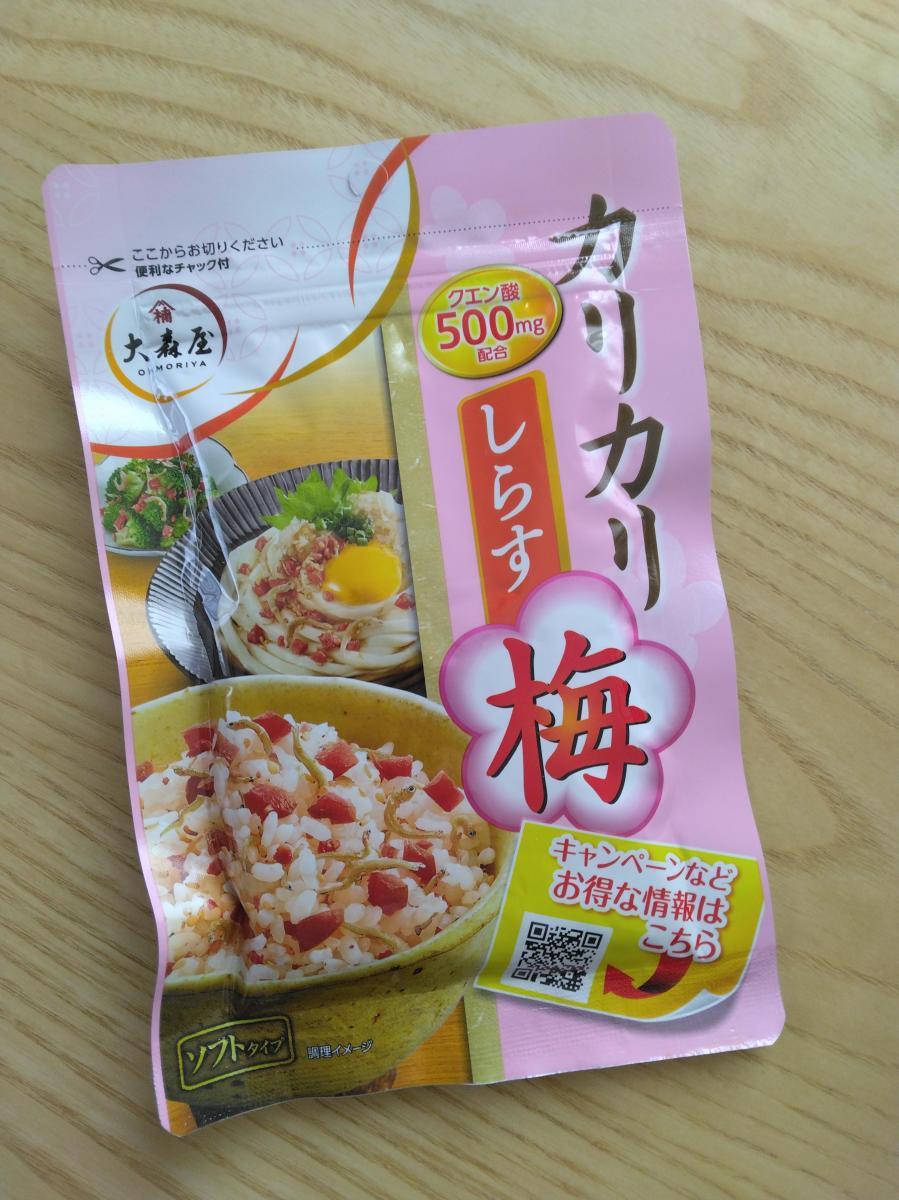 ここからお切りください
便利なチャック付
大森屋
OHMORIYA
クエン酸
500mg
配合
カリカリ
しらす
梅
キャンペーンなど
お得な情報は
こちら
ソフトタイプ
調理イメージ